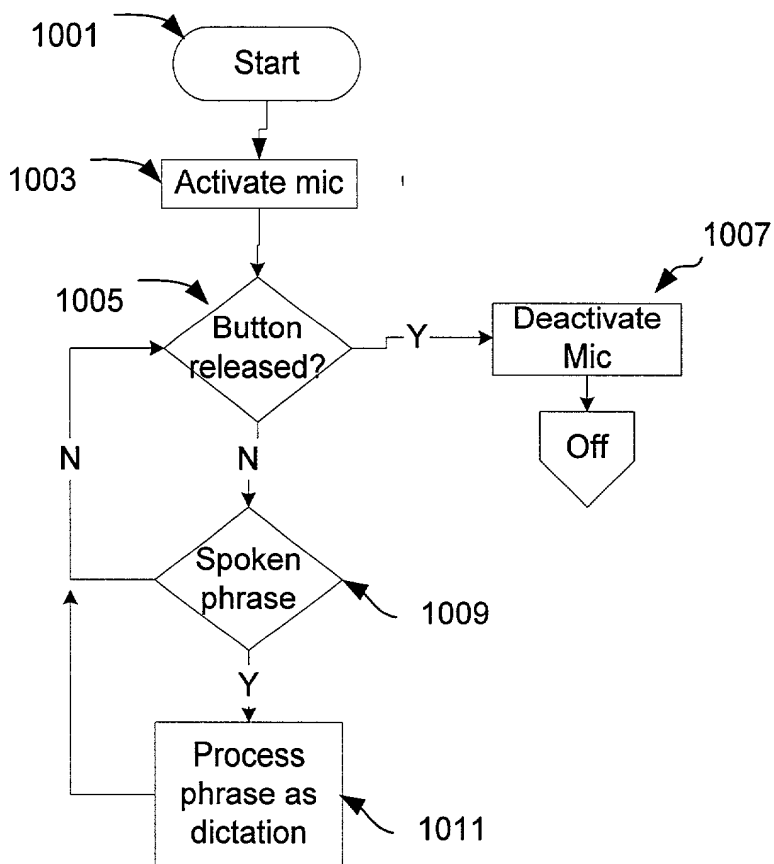 1001
Start
1003
Activate mic
1007
1005
Button
released?
Y
Deactivate
Mic
Off
N
N
Spoken
phrase
1009
Y
Process
phrase as
dictation
1011